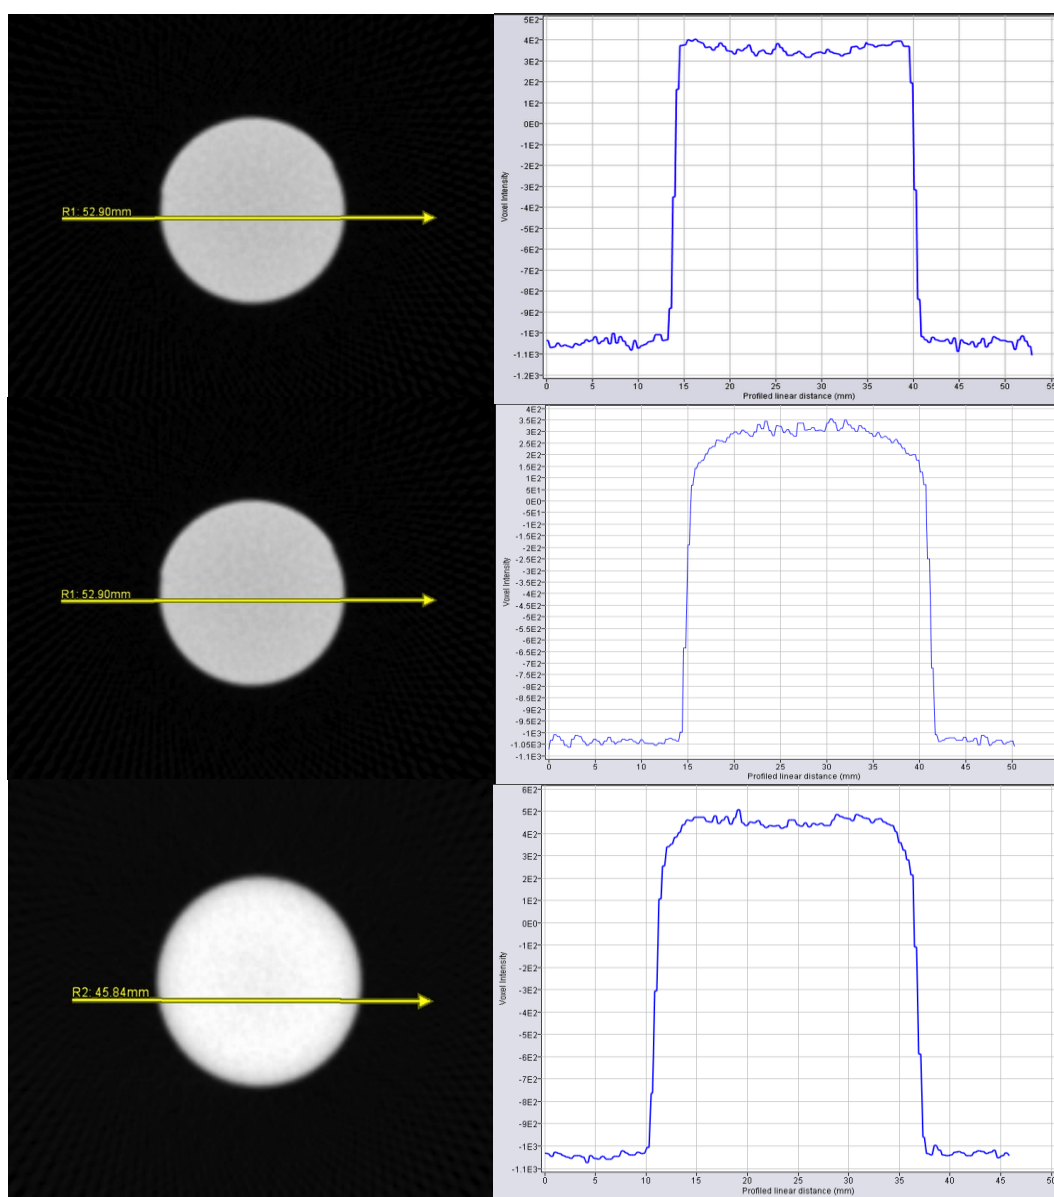 R1: 52.90mm
5E2
4E2
3E2
2E2
1E2
0E0
-1E2
-2E2
-3E2
-4E2
-5E2
-6E2
-7E2
-8E2
-9E2
-1E3
-1.1E3
-1.2E3
Voxel Intensity
0 5 10 15 20 25 30 35 40 45 50 55
Profiled linear distance (mm)
R1: 52.90mm
4E2
3.5E2
3E2
2.5E2
2E2
1.5E2
1E2
5E1
0E0
-5E1
-1E2
-1.5E2
-2E2
-2.5E2
-3E2
-3.5E2
-4E2
-4.5E2
-5E2
-5.5E2
-6E2
-6.5E2
-7E2
-7.5E2
-8E2
-8.5E2
-9E2
-9.5E2
-1E3
-1.05E3
-1.1E3
Voxel Intensity
0 5 10 15 20 25 30 35 40 45 50
Profiled linear distance (mm)
R2: 45.84mm
6E2
5E2
4E2
3E2
2E2
1E2
0E0
-1E2
-2E2
-3E2
-4E2
-5E2
-6E2
-7E2
-8E2
-9E2
-1E3
-1.1E3
Voxel Intensity
0 5 10 15 20 25 30 35 40 45 50
Profiled linear distance (mm)